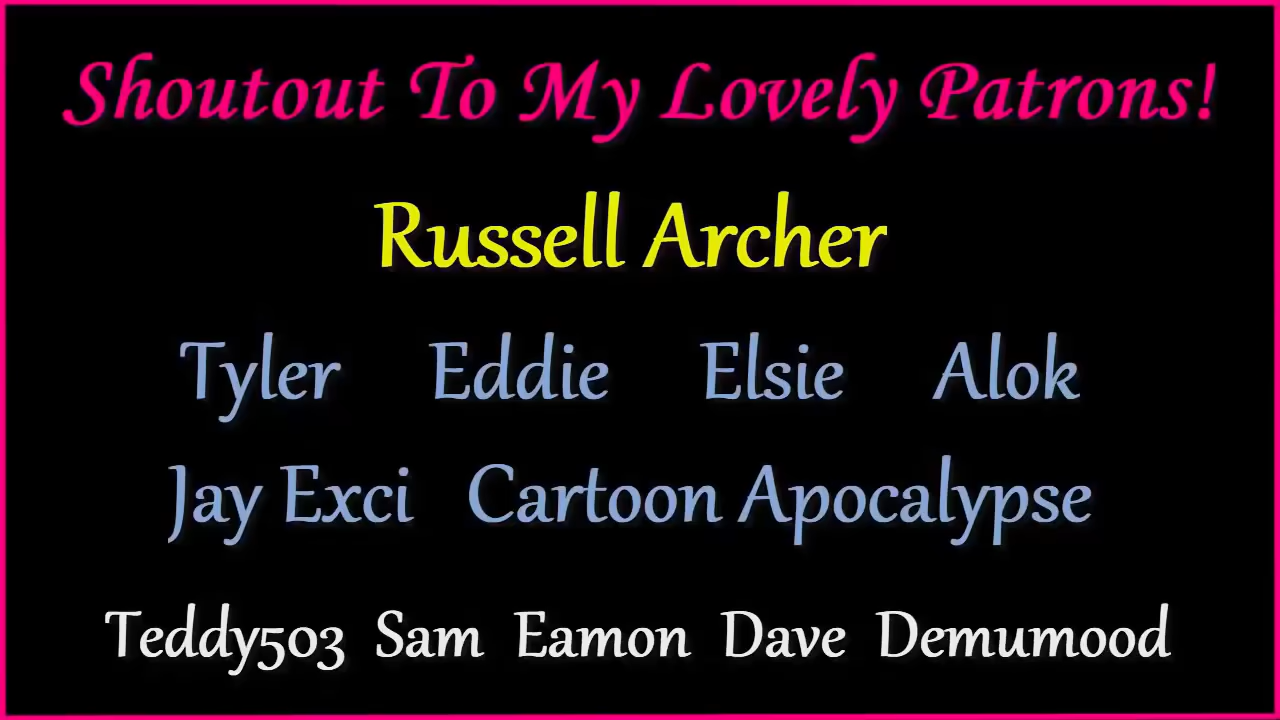 Shoutout To My Lovely Patrons!
Russell Archer
Tyler Eddie Elsie Alok
Jay Exci Cartoon Apocalypse
Teddy503 Sam Eamon Dave Demumood